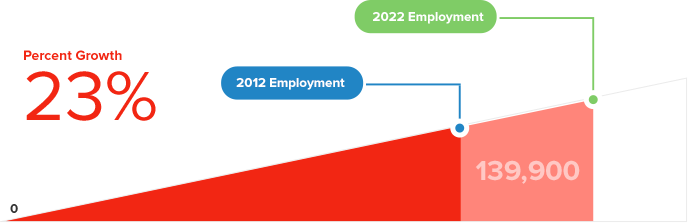 2022 Employment
Percent Growth
23%
2012 Employment
139,900
0